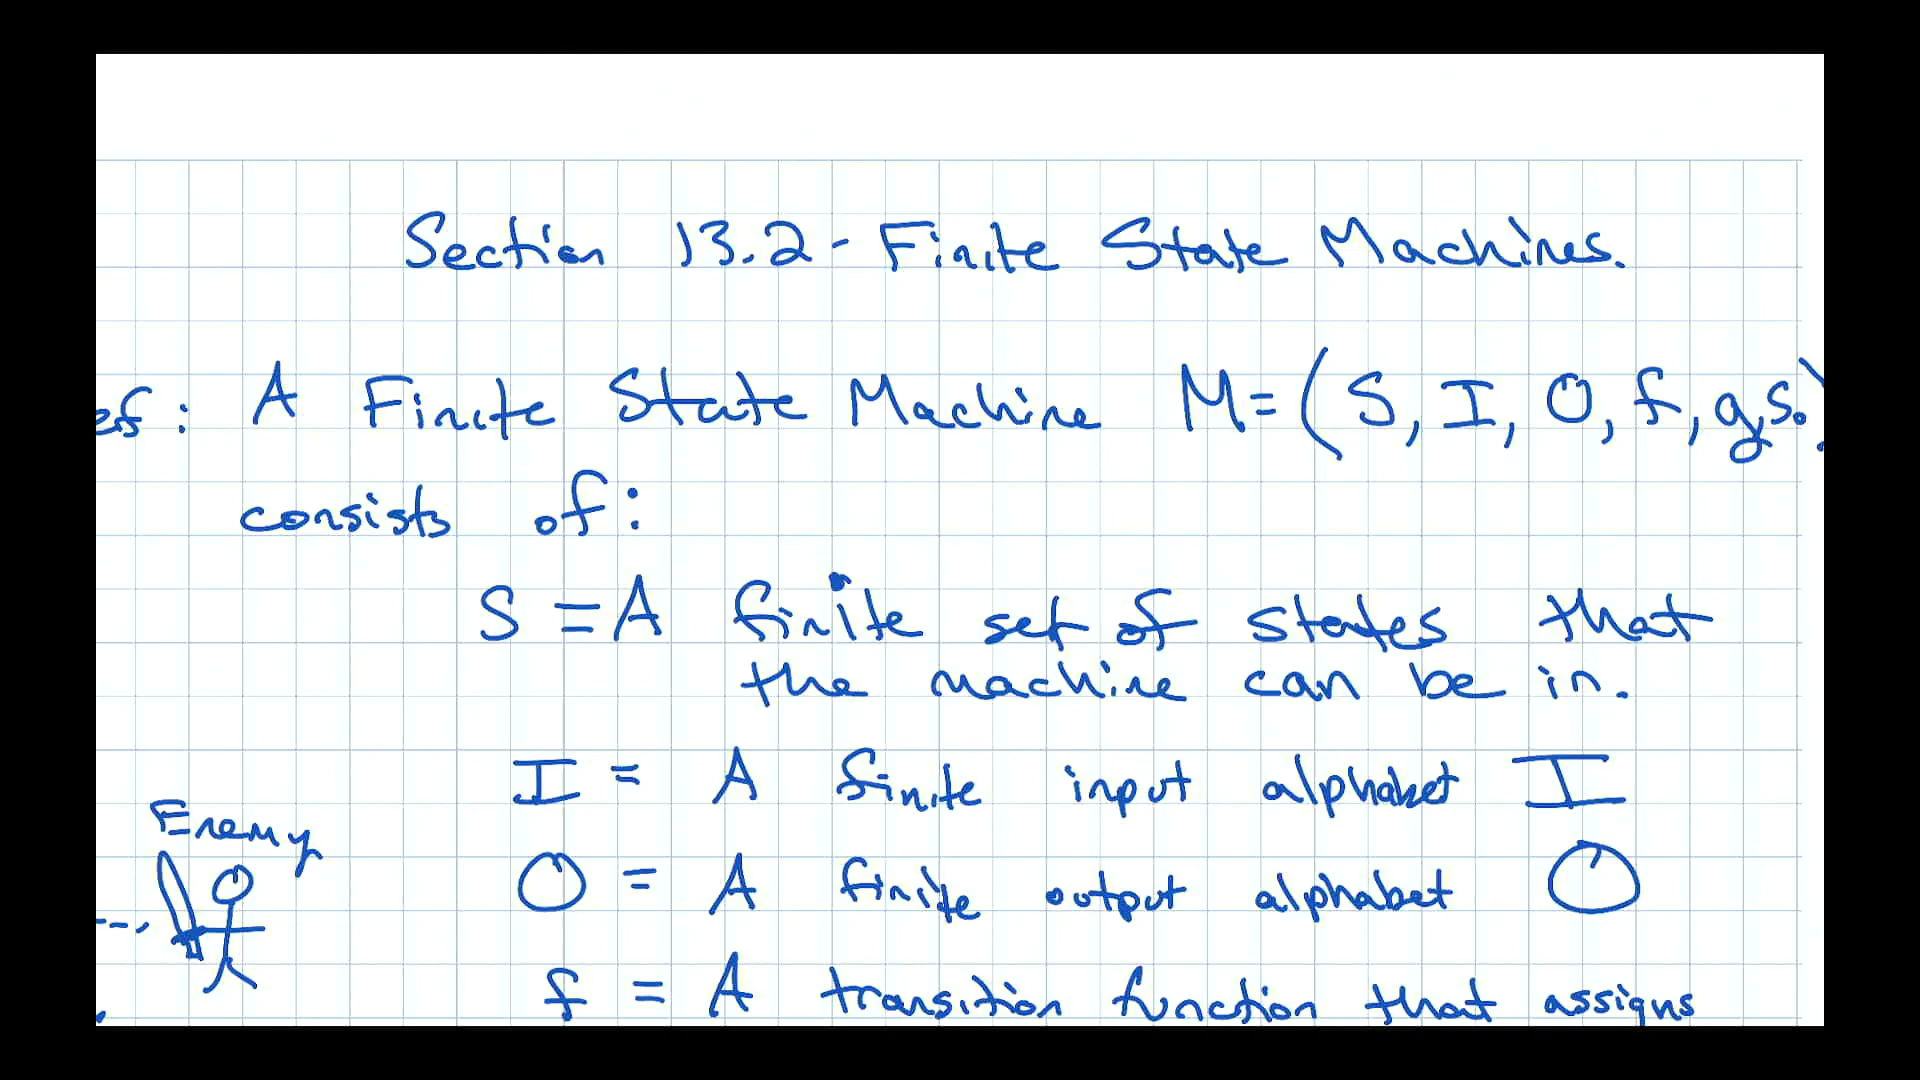 Section 13.2 - Finite State Machines.
ef: A Finite State Machine M=(S, I, O, f, g, s₀)
consists of:
S = A finite set of states that
the machine can be in.
I = A finite input alphabet I
Enemy
O = A finite output alphabet O
f = A transition function that assigns